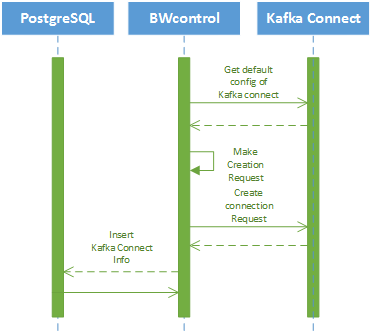 PostgreSQL
BWcontrol
Kafka Connect
Get default
config of
Kafka connect
Make
Creation
Request
Create
connection
Request
Insert
Kafka Connect
Info